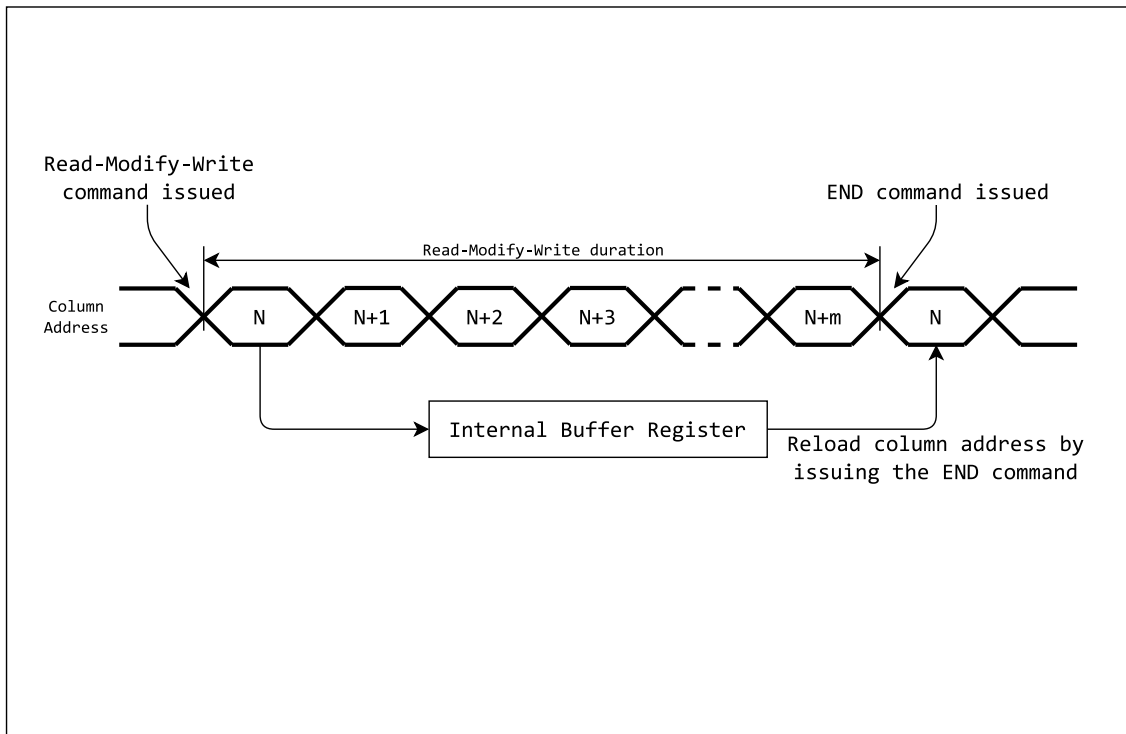 Read-Modify-Write
command issued
END command issued
Read-Modify-Write duration
Column
Address
N
N+1
N+2
N+3
N+m
N
Internal Buffer Register
Reload column address by
issuing the END command